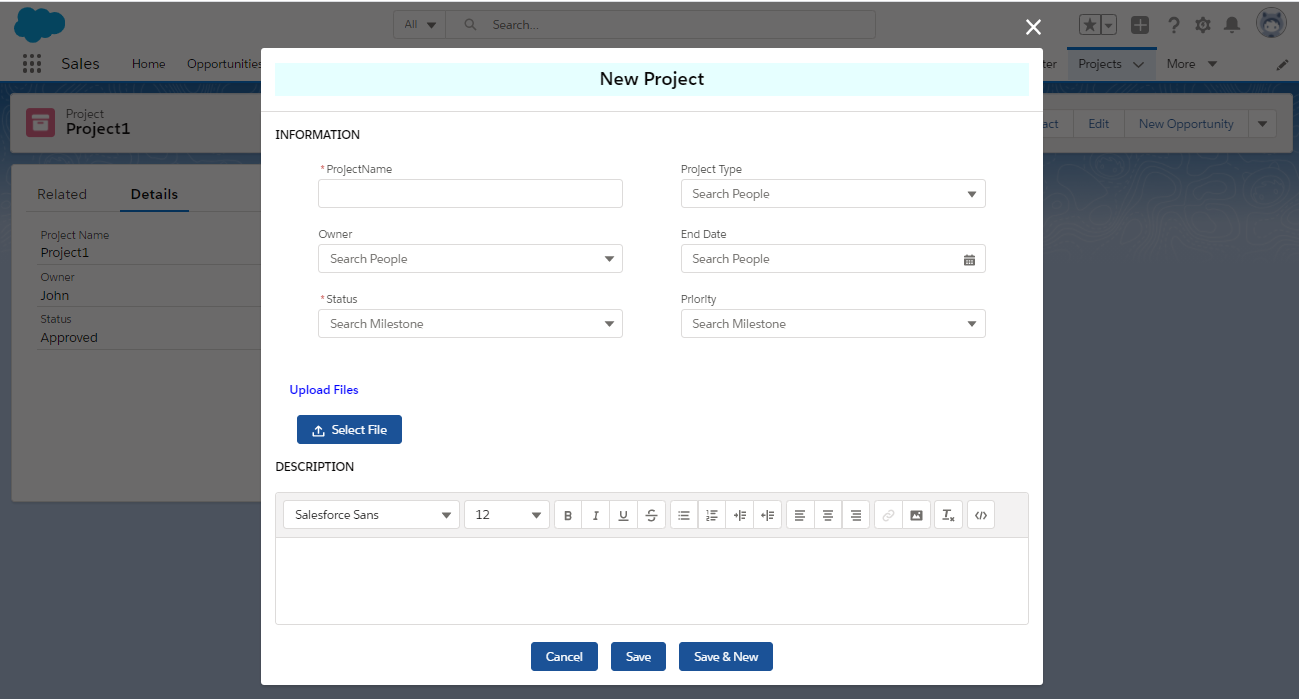 All
Search...
Sales
Home
Opportunities
ter
Projects
More
Project
Project1
act
Edit
New Opportunity
Related
Details
Project Name
Project1
Owner
John
Status
Approved
New Project
INFORMATION
*ProjectName
Project Type
Search People
Owner
End Date
Search People
Search People
*Status
Priority
Search Milestone
Search Milestone
Upload Files
Select File
DESCRIPTION
Salesforce Sans
12
B
I
U
S
Cancel
Save
Save & New